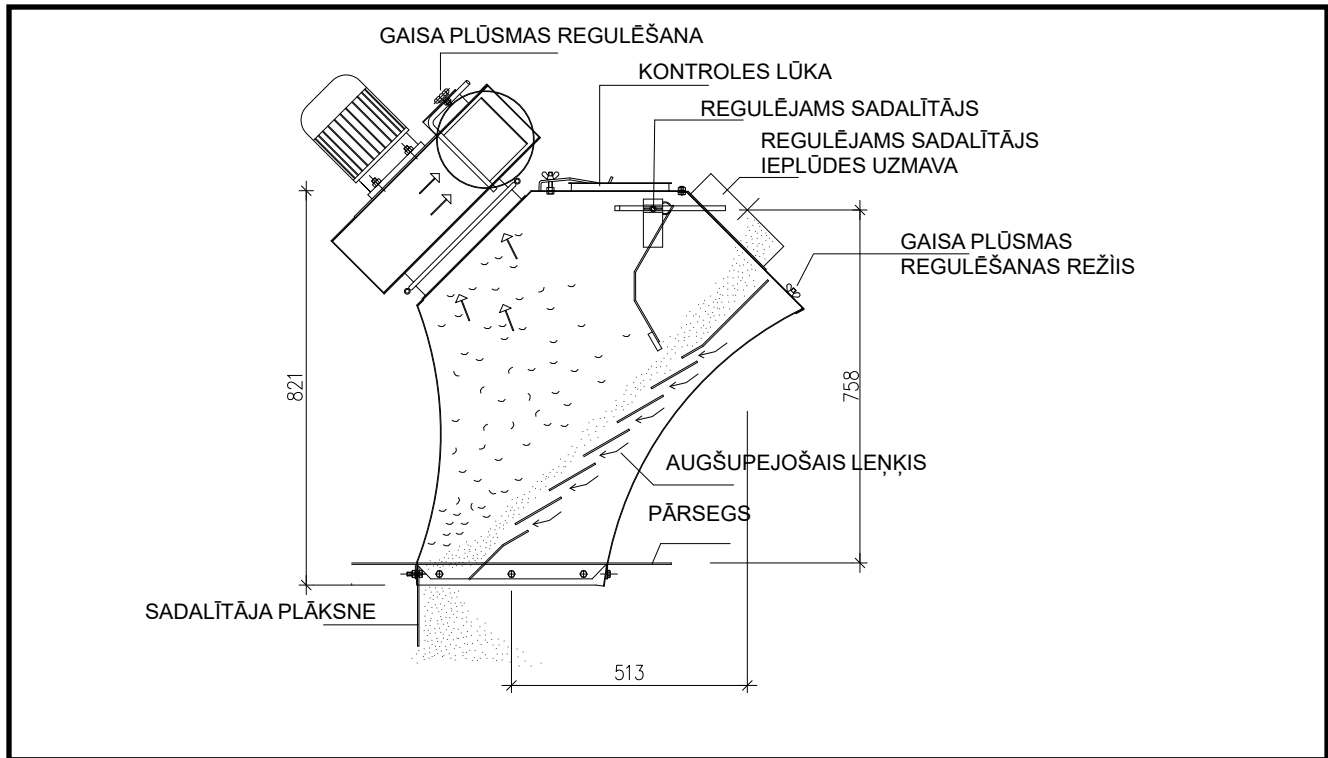 GAISA PLŪSMAS REGULĒŠANA
KONTROLES LŪKA
REGULĒJAMS SADALĪTĀJS
REGULĒJAMS SADALĪTĀJS
IEPLŪDES UZMAVA
GAISA PLŪSMAS
REGULĒŠANAS REŽÌIS
821
758
AUGŠUPEJOŠAIS LEŅĶIS
PĀRSEGS
SADALĪTĀJA PLĀKSNE
513